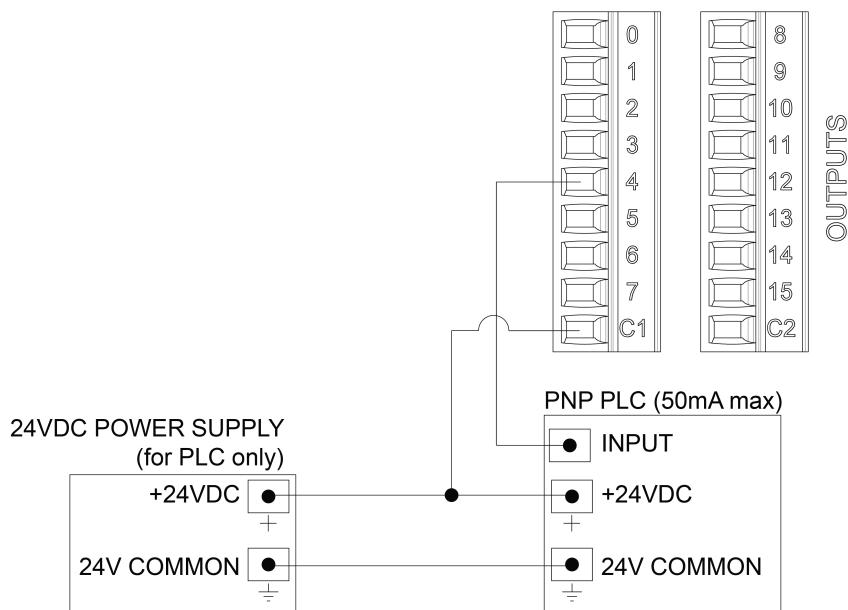 0
1
2
3
4
5
6
7
C1
8
9
10
11
12
13
14
15
C2
OUTPUTS
PNP PLC (50mA max)
INPUT
+24VDC
24V COMMON
24VDC POWER SUPPLY
(for PLC only)
+24VDC
24V COMMON